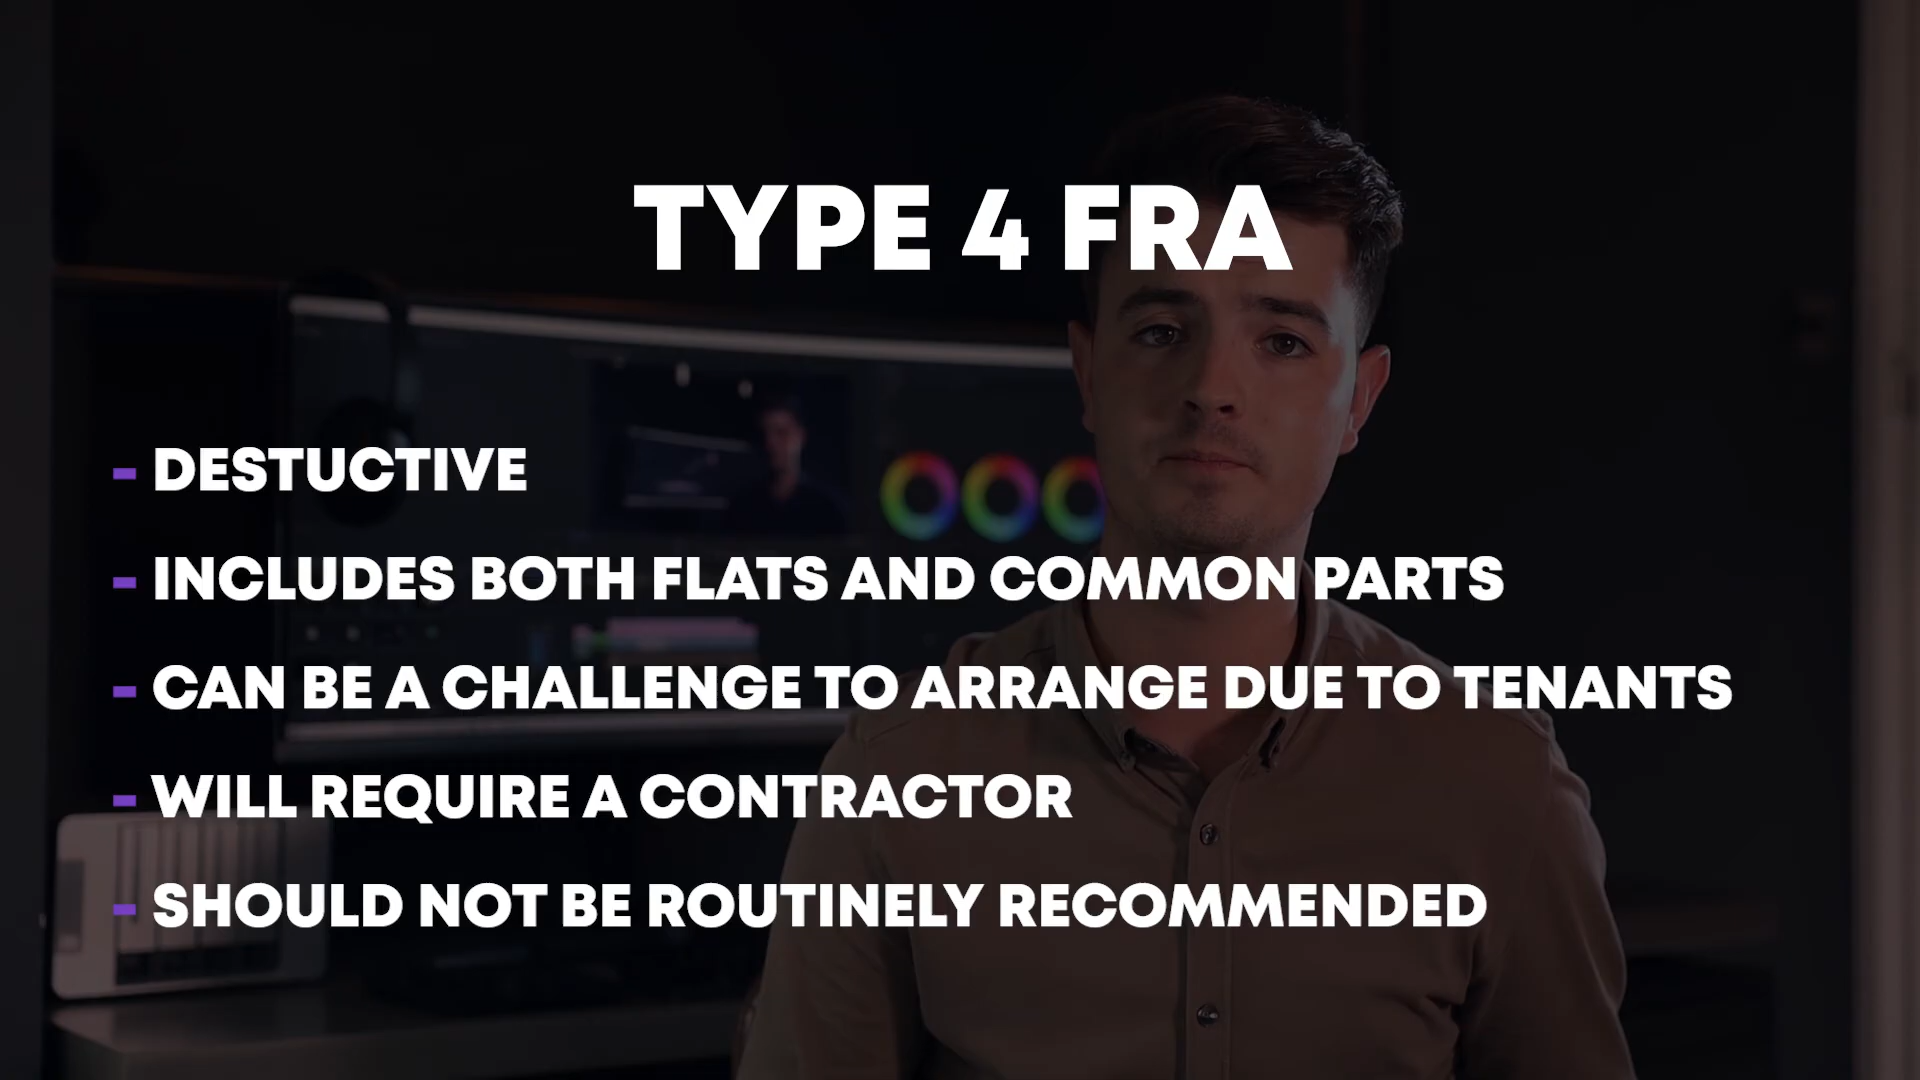 TYPE 4 FRA
- DESTUCTIVE
- INCLUDES BOTH FLATS AND COMMON PARTS
- CAN BE A CHALLENGE TO ARRANGE DUE TO TENANTS
- WILL REQUIRE A CONTRACTOR
- SHOULD NOT BE ROUTINELY RECOMMENDED